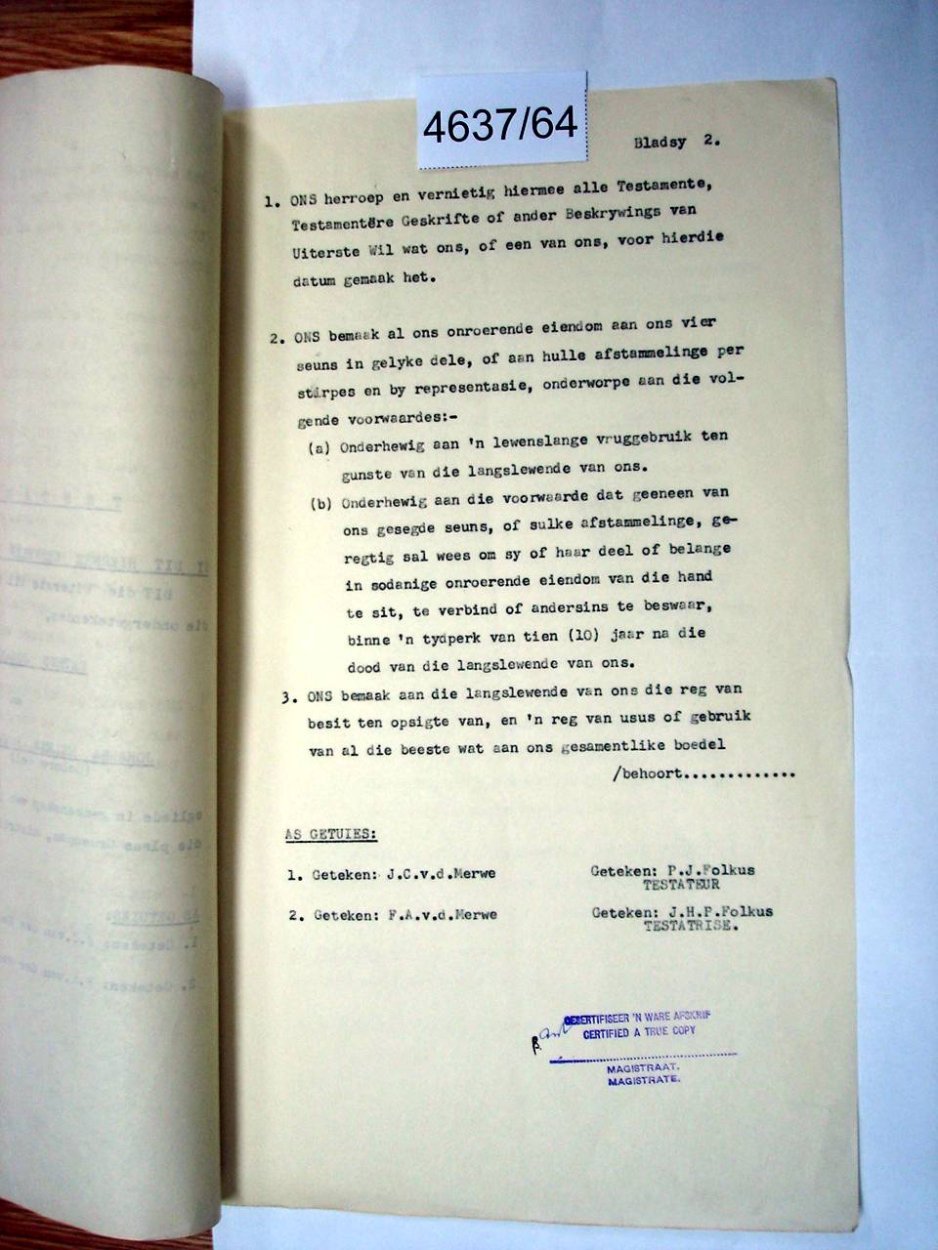 4637/64
Bladsy 2.
1. ONS herroep en vernietig hiermee alle Testamente,
Testamentêre Geskrifte of ander Beskrywings van
Uiterste Wil wat ons, of een van ons, voor hierdie
datum gemaak het.
2. ONS bemaak al ons onroerende eiendom aan ons vier
seuns in gelyke dele, of aan hulle afstammelinge per
stirpes en by representasie, onderworpe aan die vol-
gende voorwaardes:-
(a) Onderhewig aan 'n lewenslange vruggebruik ten
gunste van die langslewende van ons.
(b) Onderhewig aan die voorwaarde dat geeneen van
ons gesegde seuns, of sulke afstammelinge, ge-
regtig sal wees om sy of haar deel of belange
in sodanige onroerende eiendom van die hand
te sit, te verbind of andersins te beswaar,
binne 'n tydperk van tien (10) jaar na die
dood van die langslewende van ons.
3. ONS bemaak aan die langslewende van ons die reg van
besit ten opsigte van, en 'n reg van usus of gebruik
van al die beeste wat aan ons gesamentlike boedel
/behoort.............
AS GETUIES:
1. Geteken: J.C.v.d.Merwe
Geteken: P.J.Folkus
TESTATEUR
2. Geteken: F.A.v.d.Merwe
Geteken: J.H.P.Folkus
TESTATRISE.
GESERTIFISEER 'N WARE AFSKRIF
CERTIFIED A TRUE COPY
MAGISTRAAT.
MAGISTRATE.